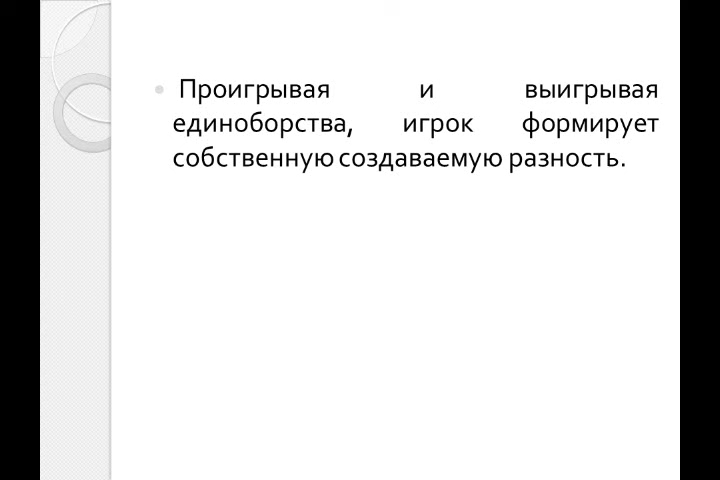 Проигрывая и выигрывая
единоборства, игрок формирует
собственную создаваемую разность.